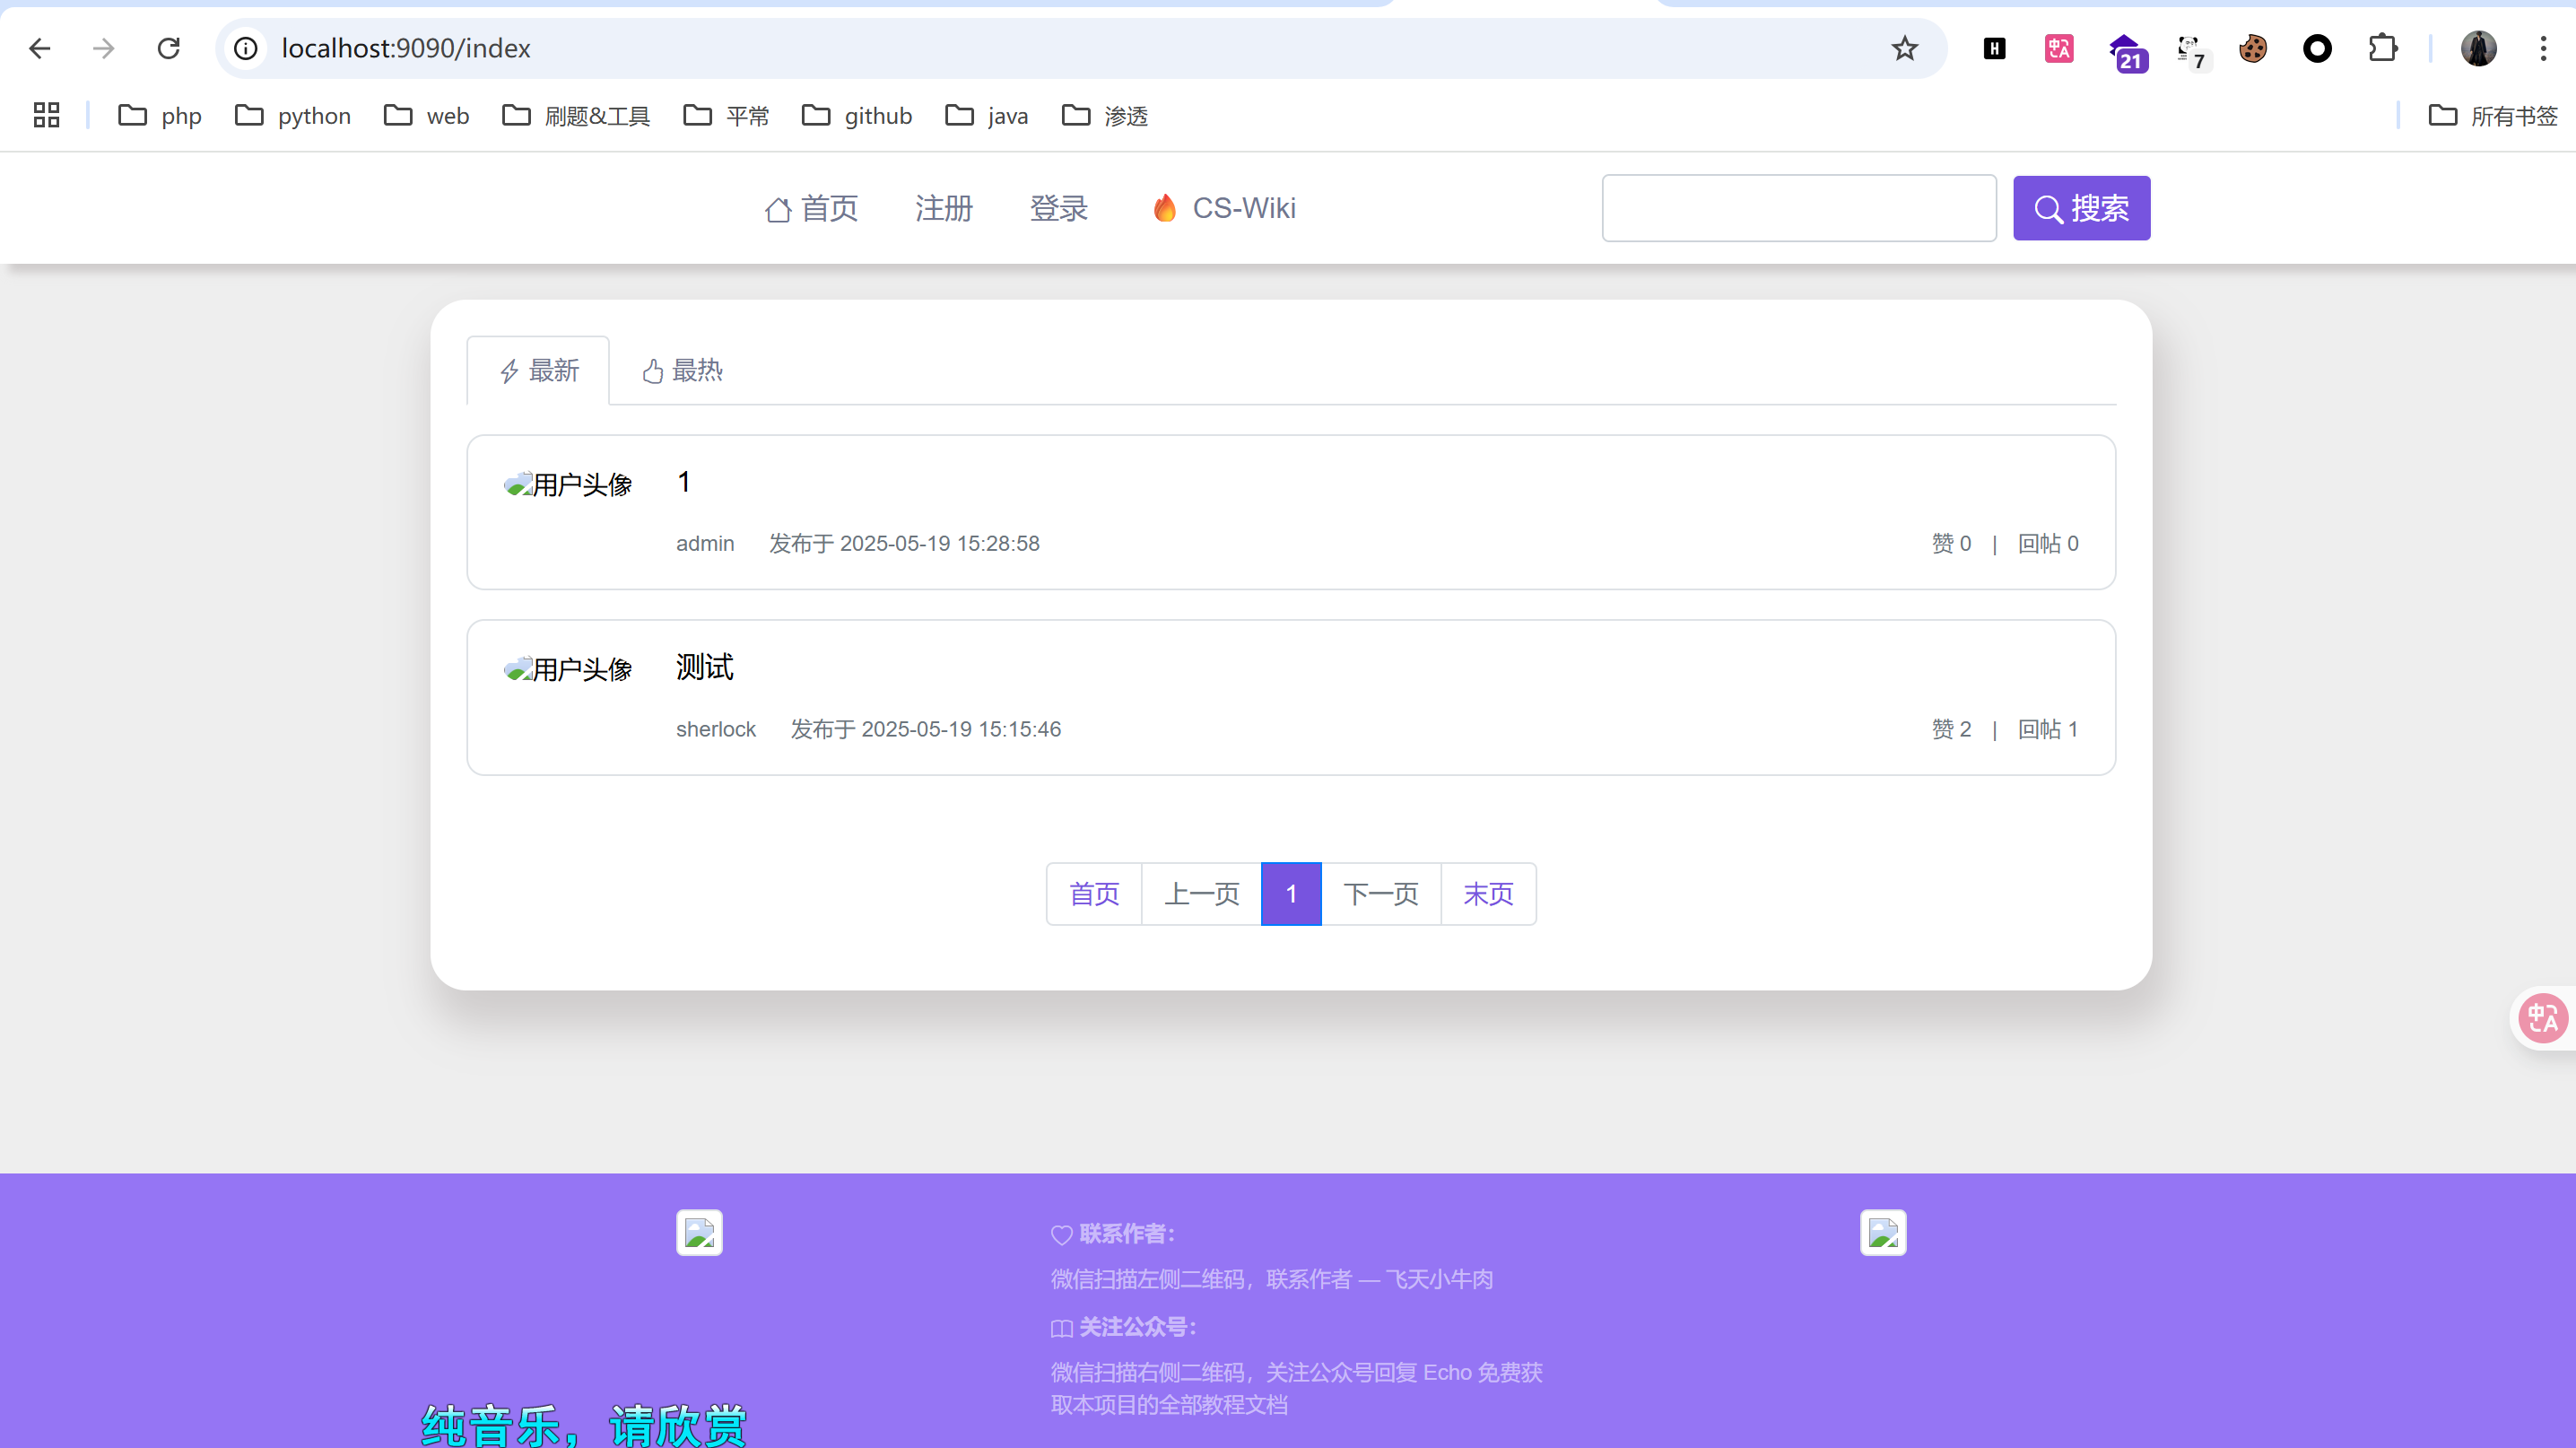 localhost:9090/index
21
7
php python web 刷题&工具 平常 github java 渗透 所有书签
首页 注册 登录 CS-Wiki 搜索
最新 最热
用户头像 1
admin 发布于 2025-05-19 15:28:58 赞 0 | 回帖 0
用户头像 测试
sherlock 发布于 2025-05-19 15:15:46 赞 2 | 回帖 1
首页 上一页 1 下一页 末页
中A
联系作者：
微信扫描左侧二维码，联系作者 — 飞天小牛肉
关注公众号：
微信扫描右侧二维码，关注公众号回复 Echo 免费获
取本项目的全部教程文档
纯音乐，请欣赏